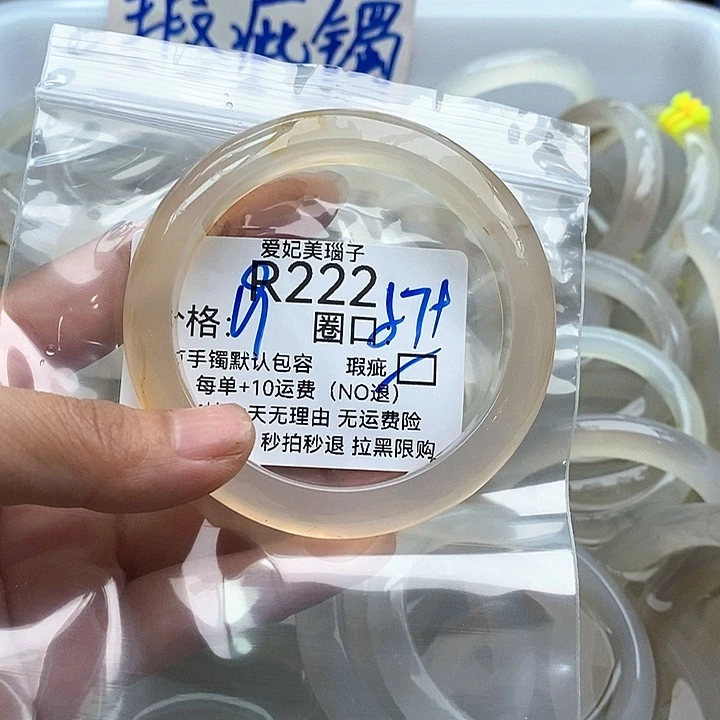 瑕疵镯
爱妃美瑙子
R222
格: 圈口 57+
手镯默认包容 瑕疵
每单+10运费（NO退）
天无理由 无运费险
秒拍秒退 拉黑限购